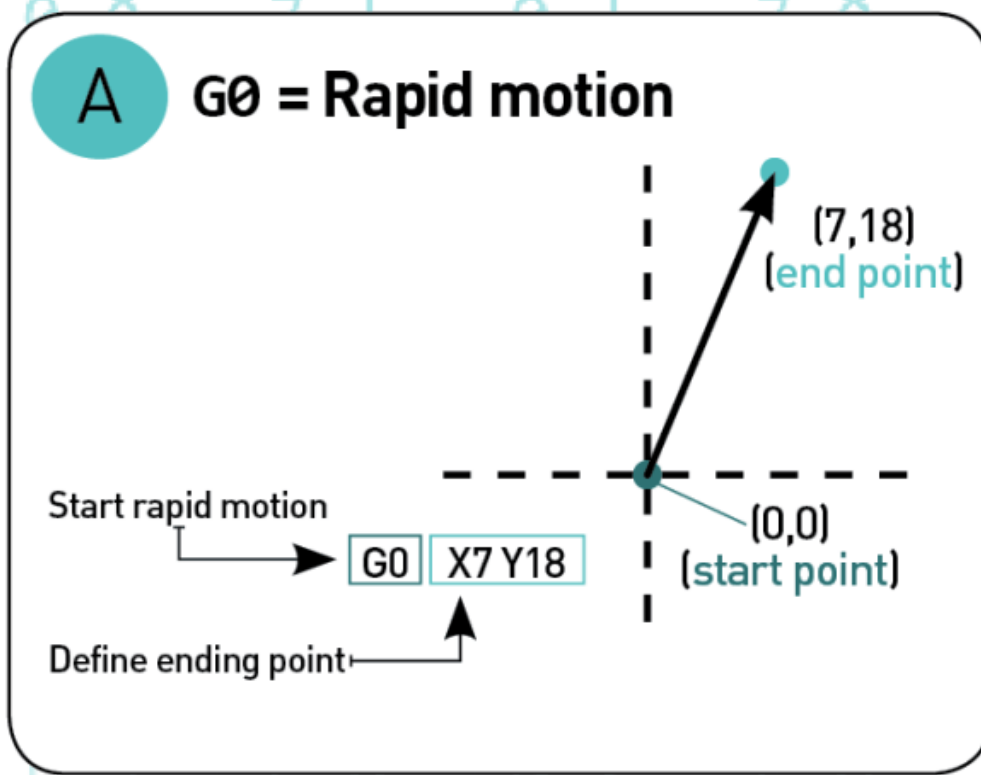 A
G0 = Rapid motion
(7,18)
(end point)
Start rapid motion
(0,0)
(start point)
G0 X7 Y18
Define ending point